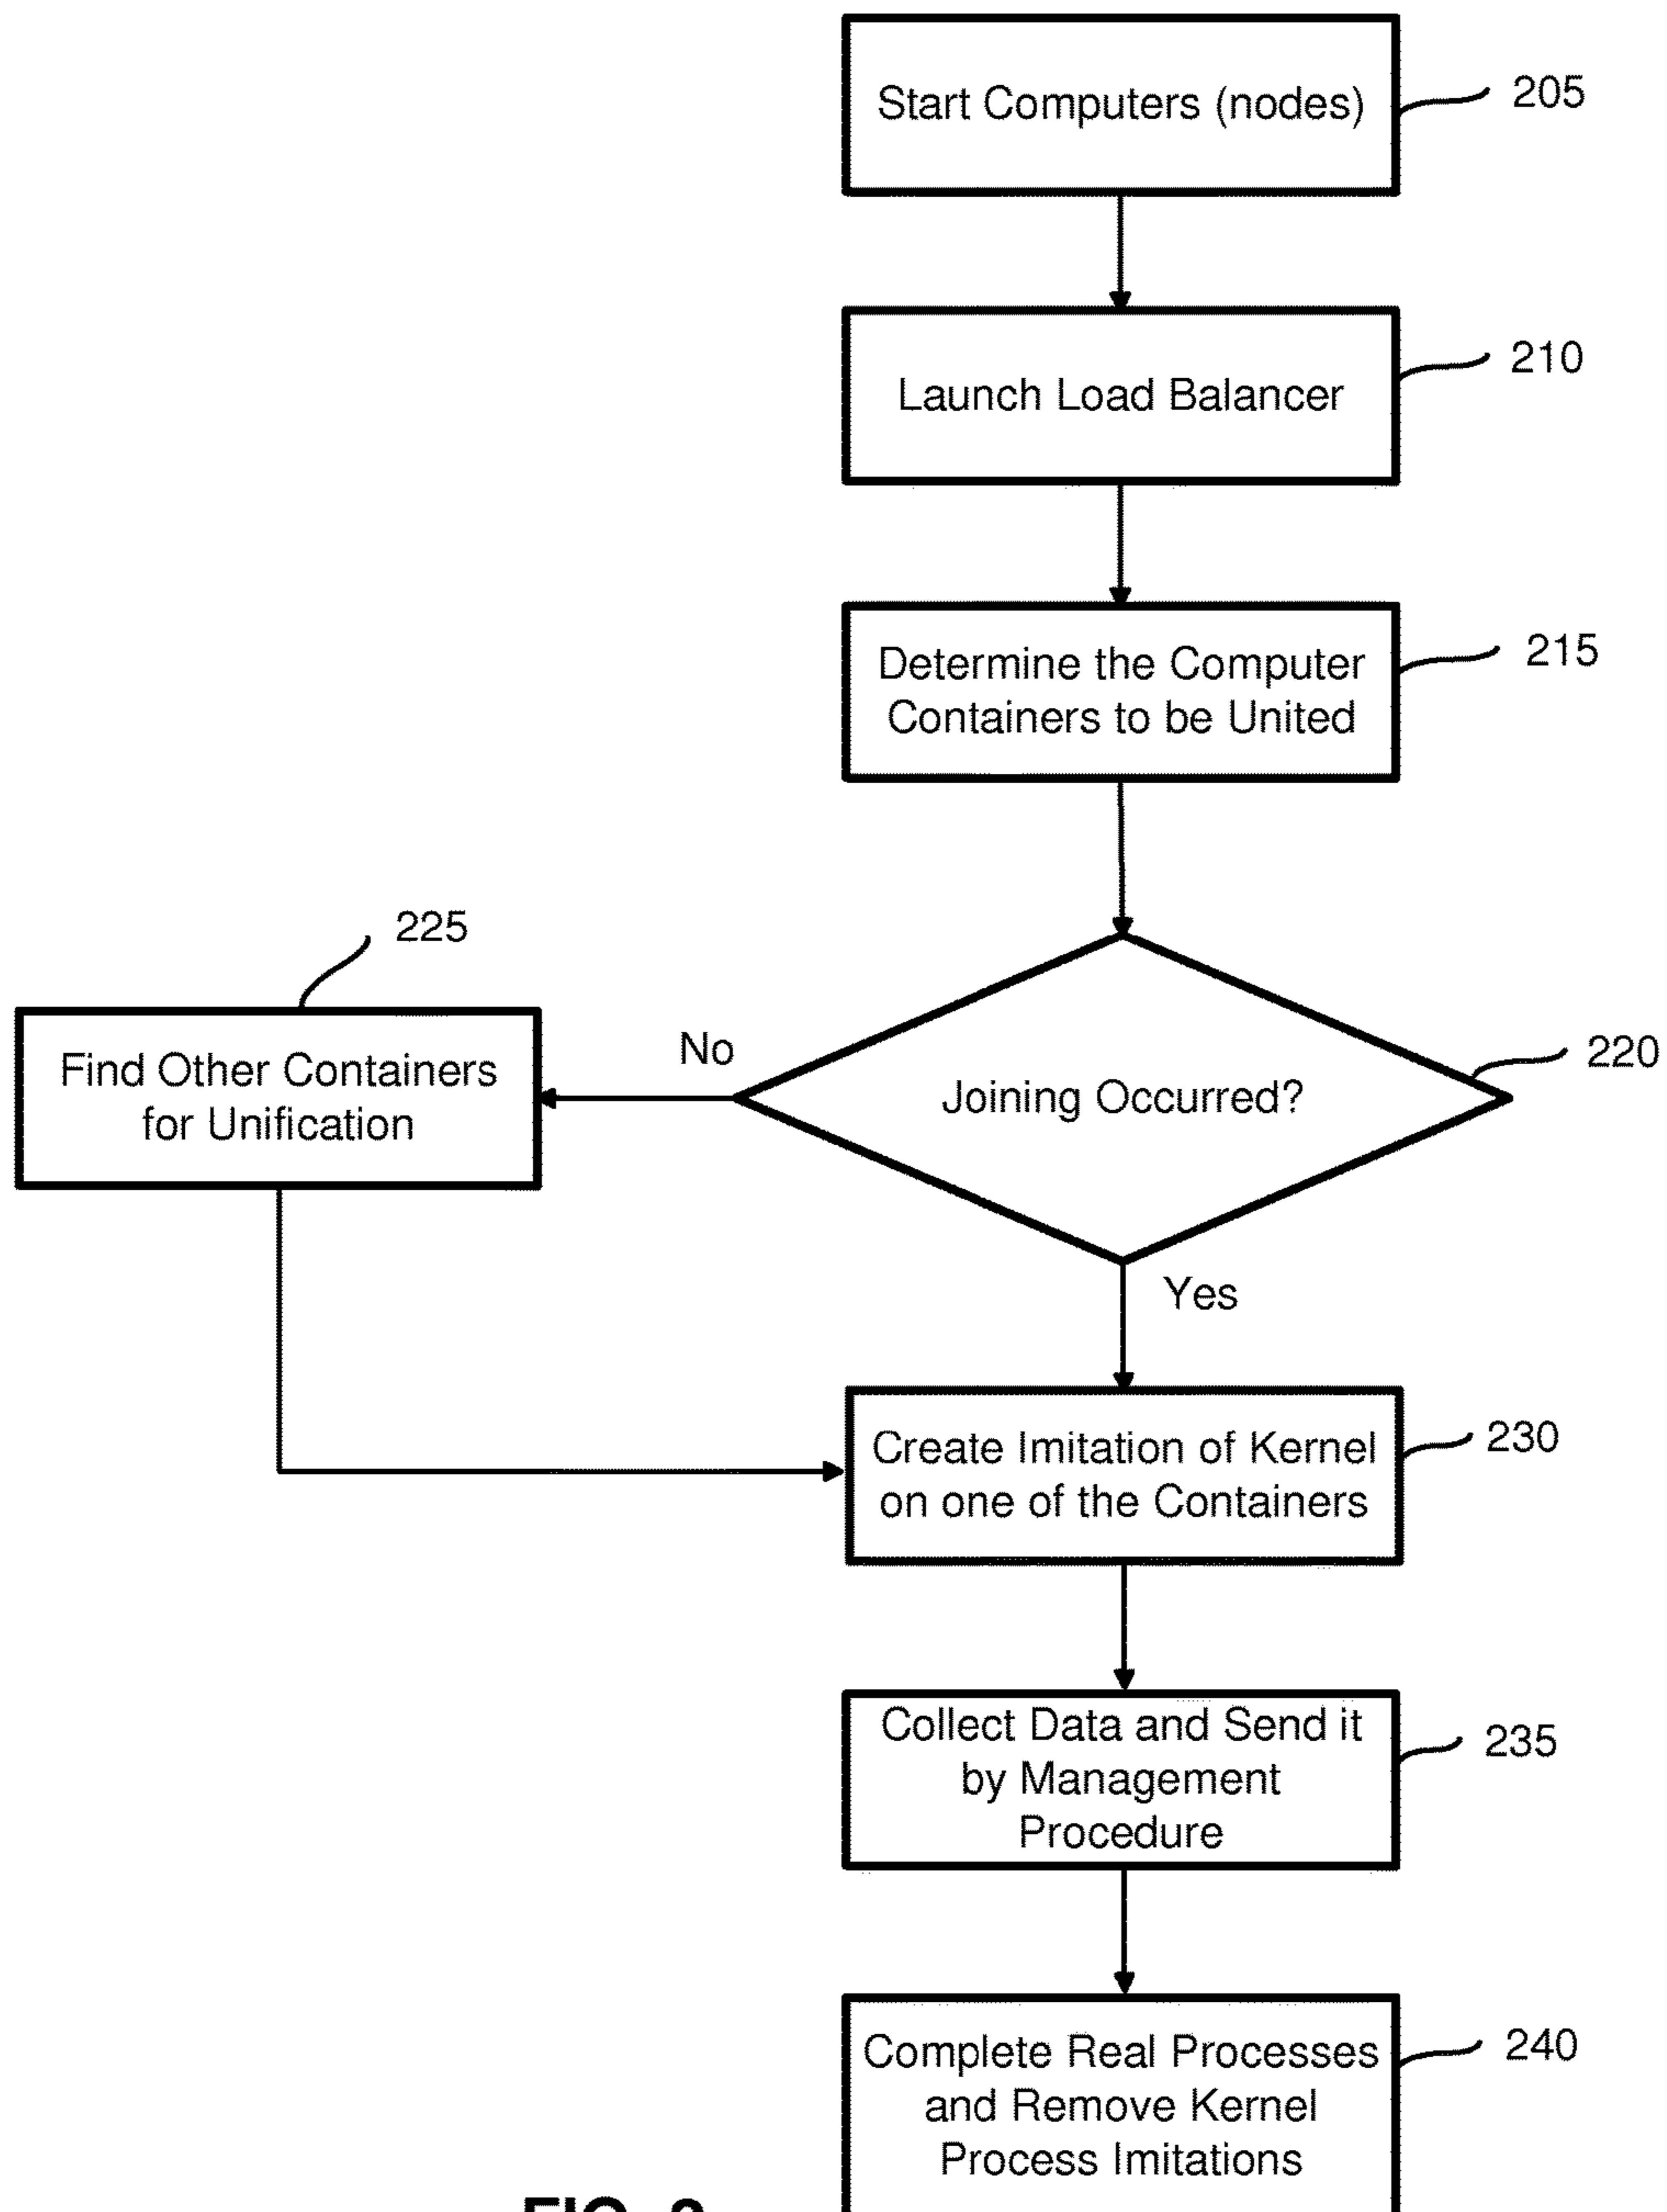 Start Computers (nodes)
205
Launch Load Balancer
210
Determine the Computer
Containers to be United
215
225
Find Other Containers
for Unification
No
Joining Occurred?
220
Yes
Create Imitation of Kernel
on one of the Containers
230
Collect Data and Send it
by Management
Procedure
235
Complete Real Processes
and Remove Kernel
Process Imitations
240
FIG.